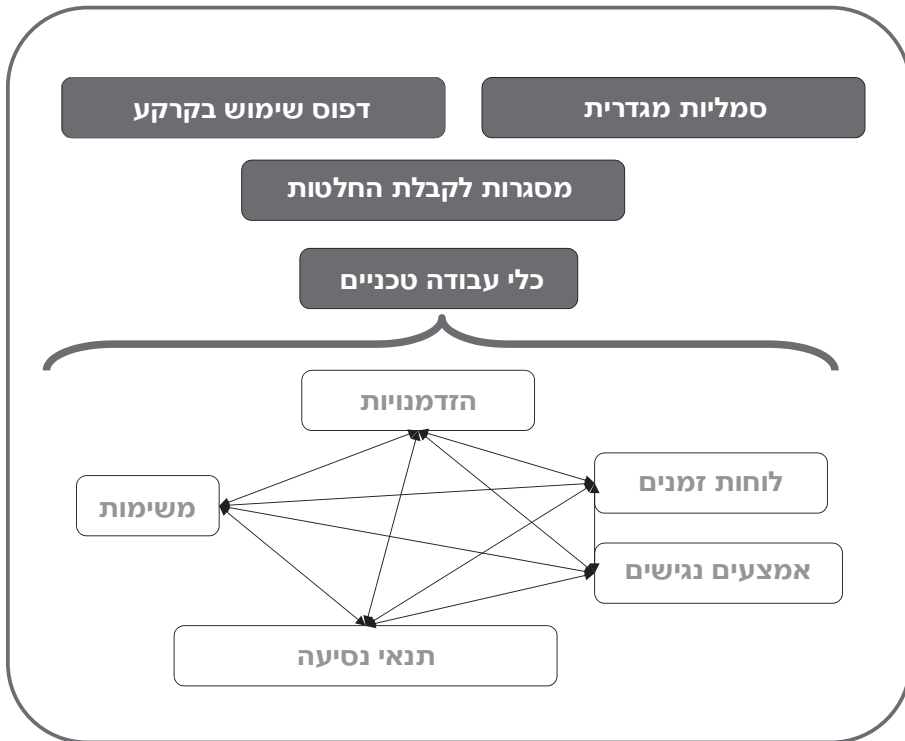 סמליות מגדרית
דפוס שימוש בקרקע
מסגרות לקבלת החלטות
כלי עבודה טכניים
הזדמנויות
לוחות זמנים
משימות
אמצעים נגישים
תנאי נסיעה